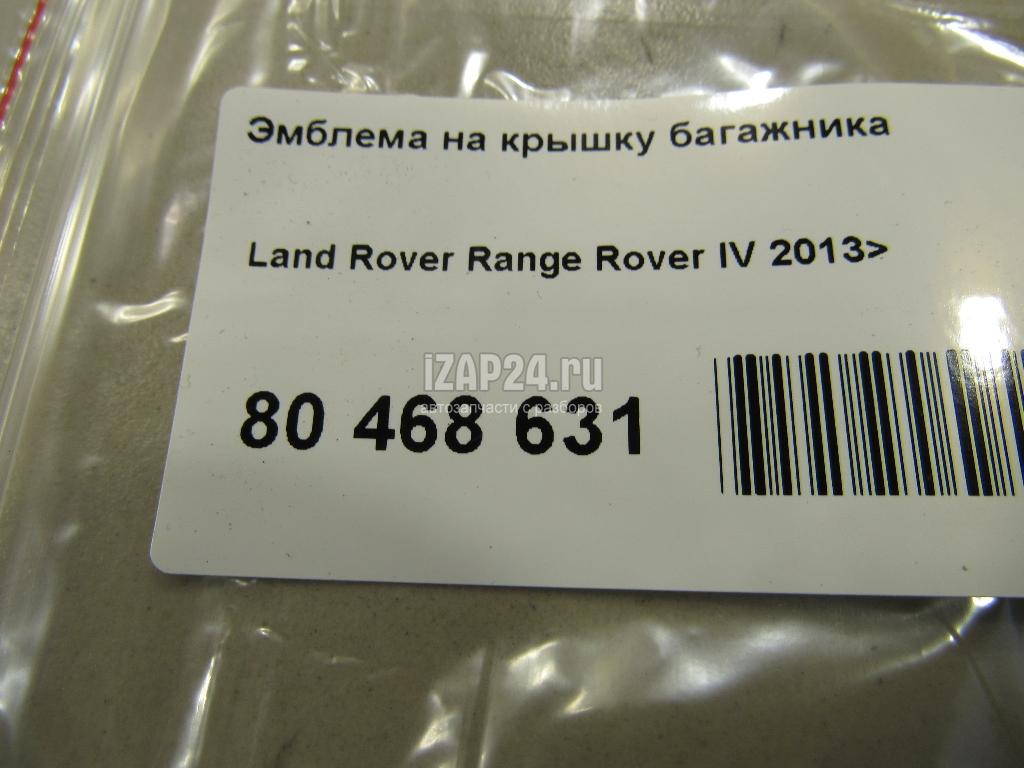 Эмблема на крышку багажника
Land Rover Range Rover IV 2013>
iZAP24.ru
автозапчасти с разборов
80 468 631